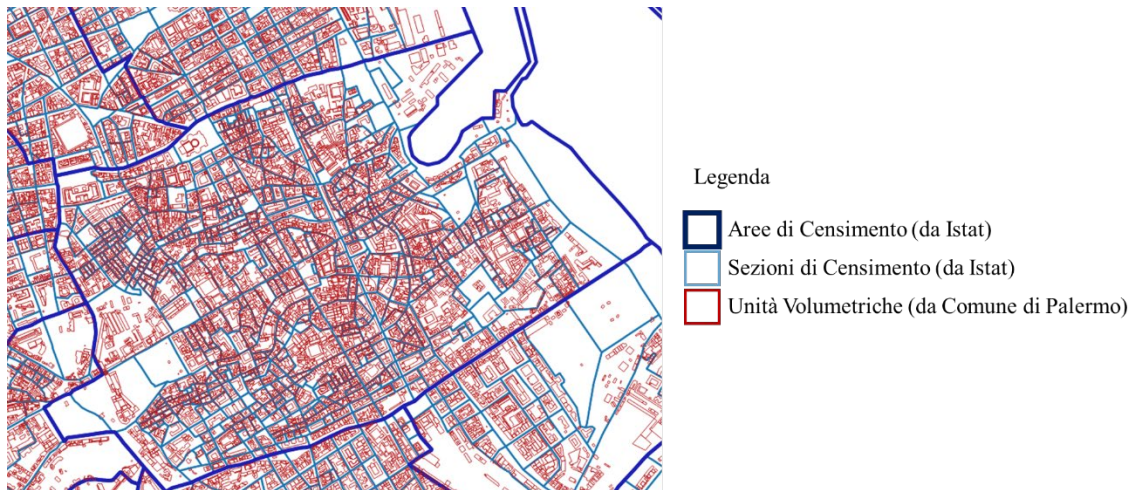 Legenda
Aree di Censimento (da Istat)
Sezioni di Censimento (da Istat)
Unità Volumetriche (da Comune di Palermo)